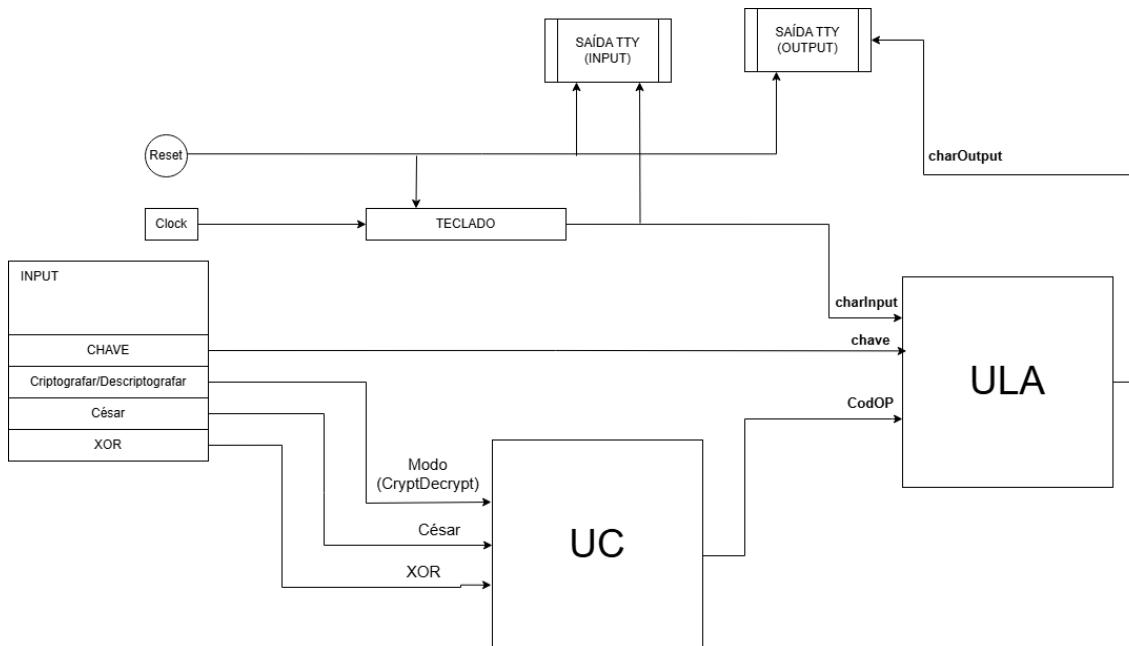 SAÍDA TTY
(INPUT)
SAÍDA TTY
(OUTPUT)
Reset
charOutput
Clock
TECLADO
INPUT
charInput
CHAVE
chave
Criptografar/Descriptografar
ULA
César
CodOP
XOR
Modo
(CryptDecrypt)
César
UC
XOR